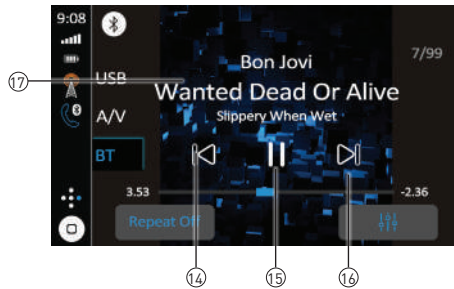 9:08
7/99
Bon Jovi
USB
17
Wanted Dead Or Alive
A/V
Slippery When Wet
BT
3.53
-2.36
Repeat Off
14
15
16